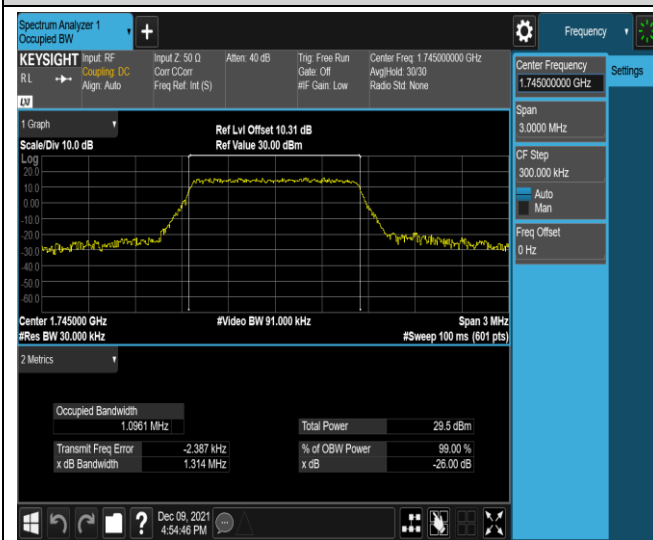 Spectrum Analyzer 1
Occupied BW
+
Frequency
KEYSIGHT
RL
LXI
Input: RF
Coupling: DC
Align: Auto
Input Z: 50 Ω
Corr CCorr
Freq Ref: Int (S)
Atten: 40 dB
Trig: Free Run
Gate: Off
#IF Gain: Low
Center Freq: 1.745000000 GHz
Avg|Hold: 30/30
Radio Std: None
Center Frequency
1.745000000 GHz
Settings
Span
3.0000 MHz
CF Step
300.000 kHz
Auto
Man
Freq Offset
0 Hz
1 Graph
Scale/Div 10.0 dB
Ref Lvl Offset 10.31 dB
Ref Value 30.00 dBm
Log
20.0
10.0
0.00
-10.0
-20.0
-30.0
-40.0
-50.0
-60.0
Center 1.745000 GHz
#Video BW 91.000 kHz
Span 3 MHz
#Res BW 30.000 kHz
#Sweep 100 ms (601 pts)
2 Metrics
Occupied Bandwidth
1.0961 MHz
Total Power 29.5 dBm
Transmit Freq Error -2.387 kHz
% of OBW Power 99.00 %
x dB Bandwidth 1.314 MHz
x dB -26.00 dB
?
Dec 09, 2021
4:54:46 PM